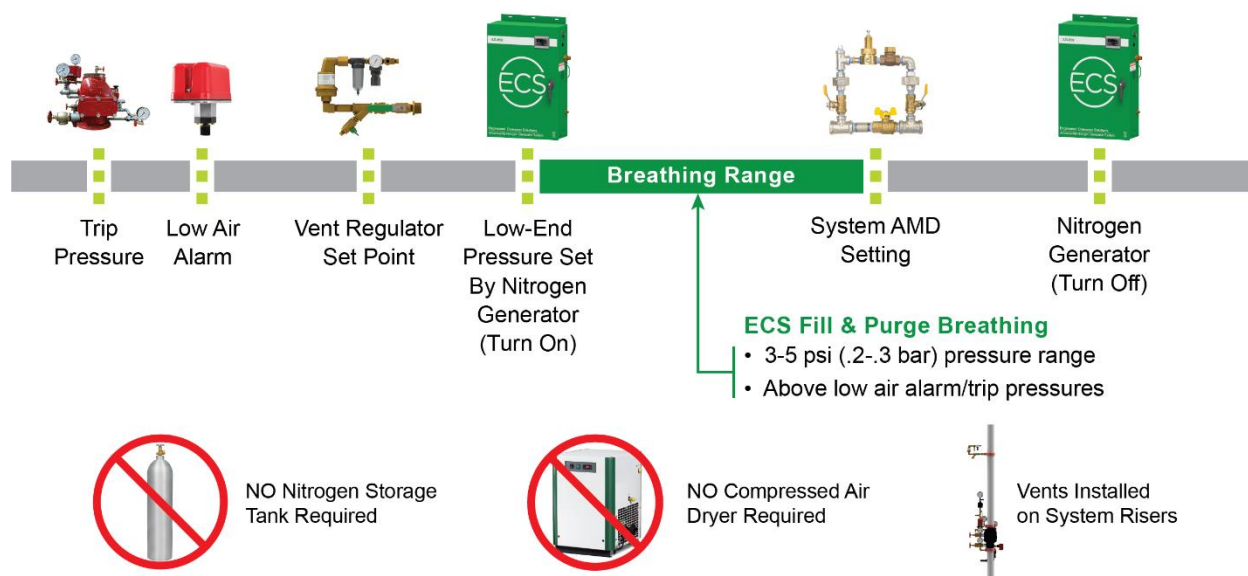 ECS
ECS
Breathing Range
Trip
Pressure
Low Air
Alarm
Vent Regulator
Set Point
Low-End
Pressure Set
By Nitrogen
Generator
(Turn On)
System AMD
Setting
Nitrogen
Generator
(Turn Off)
ECS Fill & Purge Breathing
• 3-5 psi (.2-.3 bar) pressure range
• Above low air alarm/trip pressures
NO Nitrogen Storage
Tank Required
NO Compressed Air
Dryer Required
Vents Installed
on System Risers